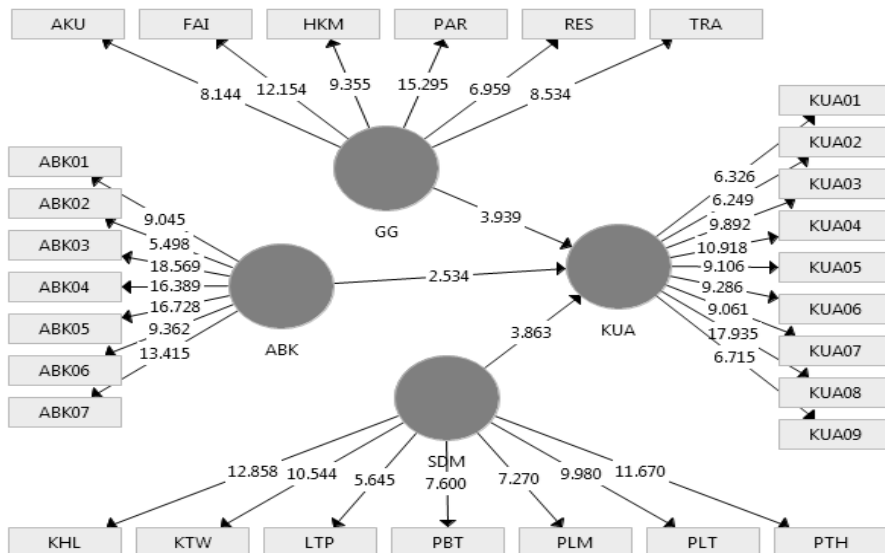 AKU FAI HKM PAR RES TRA
8.144 12.154 9.355 15.295 6.959 8.534
GG
ABK01
ABK02
ABK03
ABK04
ABK05
ABK06
ABK07
9.045
5.498
18.569
16.389
16.728
9.362
13.415
ABK
3.939
2.534
3.863
KUA
6.326
6.249
9.892
10.918
9.106
9.286
9.061
17.935
6.715
KUA01
KUA02
KUA03
KUA04
KUA05
KUA06
KUA07
KUA08
KUA09
SDM
12.858 10.544 5.645 7.600 7.270 9.980 11.670
KHL KTW LTP PBT PLM PLT PTH